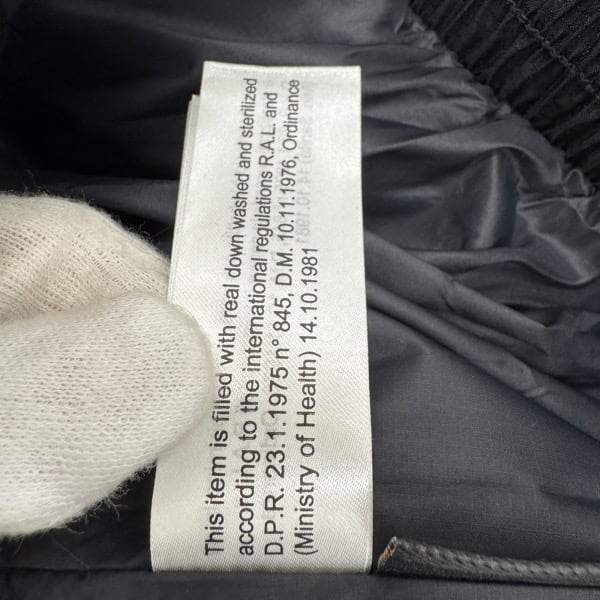 This item is filled with real down washed and sterilized
according to the international regulations R.A.L. and
D.P.R. 23.1.1975 n° 845, D.M. 10.11.1976, Ordinance
(Ministry of Health) 14.10.1981